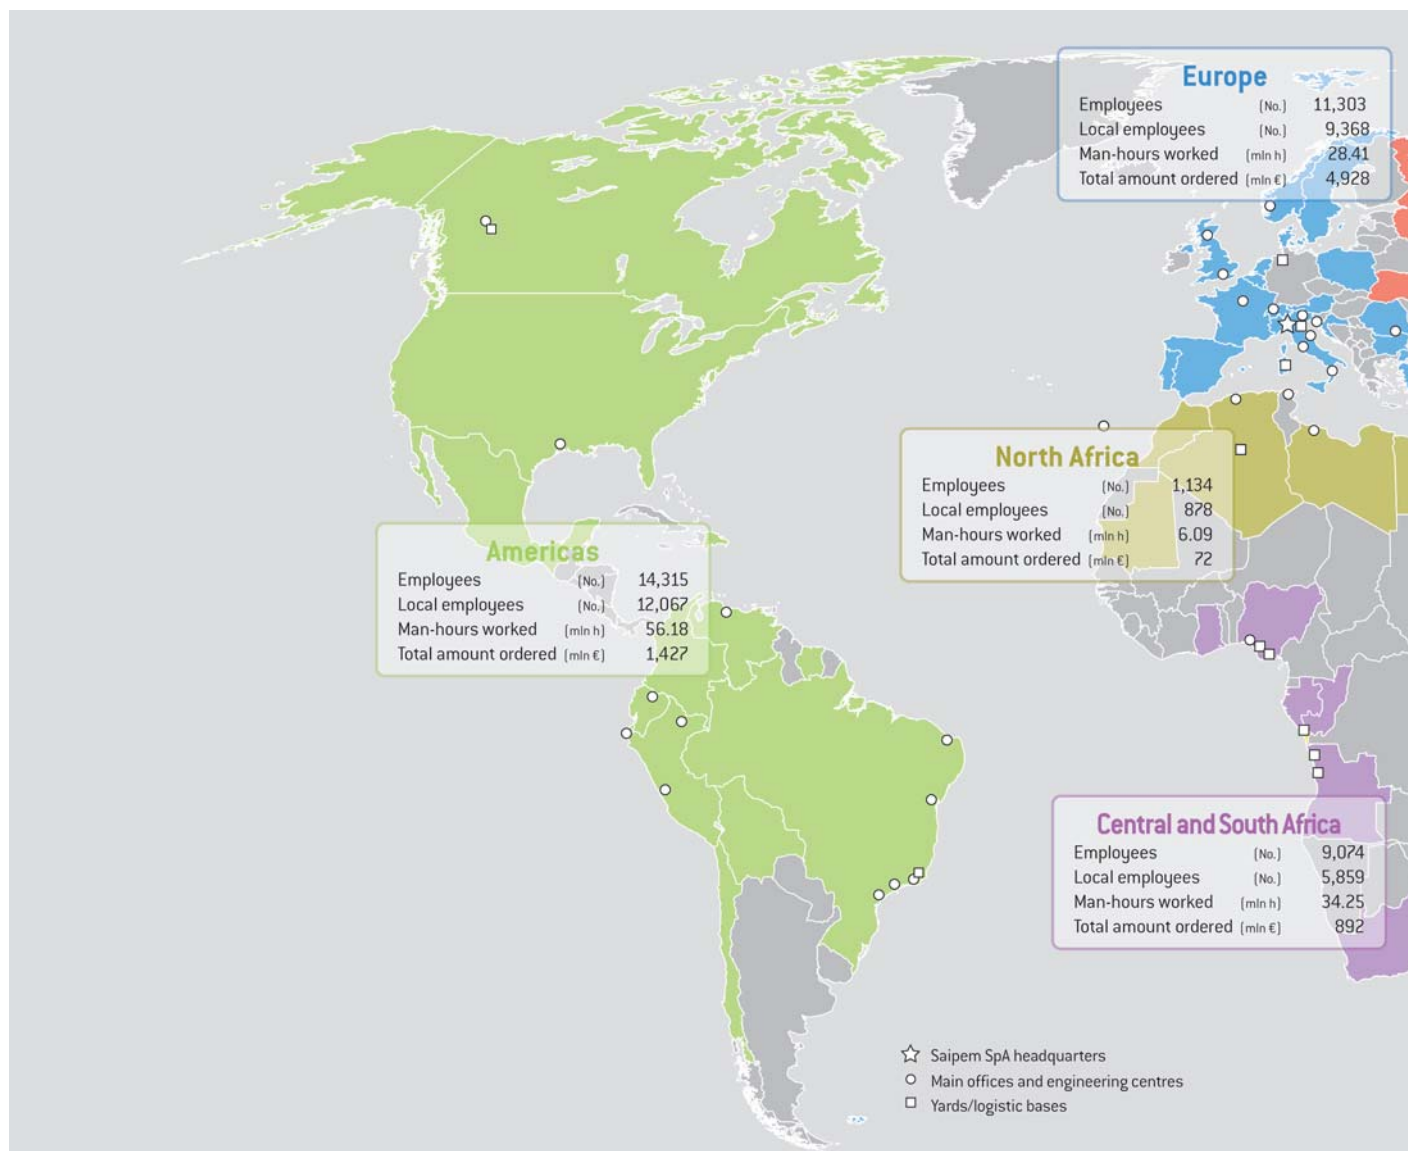 Europe
Employees (No.) 11,303
Local employees (No.) 9,368
Man-hours worked (mln h) 28.41
Total amount ordered (mln €) 4,928
North Africa
Employees (No.) 1,134
Local employees (No.) 878
Man-hours worked (mln h) 6.09
Total amount ordered (mln €) 72
Americas
Employees (No.) 14,315
Local employees (No.) 12,067
Man-hours worked (mln h) 56.18
Total amount ordered (mln €) 1,427
Central and South Africa
Employees (No.) 9,074
Local employees (No.) 5,859
Man-hours worked (mln h) 34.25
Total amount ordered (mln €) 892
Saipem SpA headquarters
Main offices and engineering centres
Yards/logistic bases